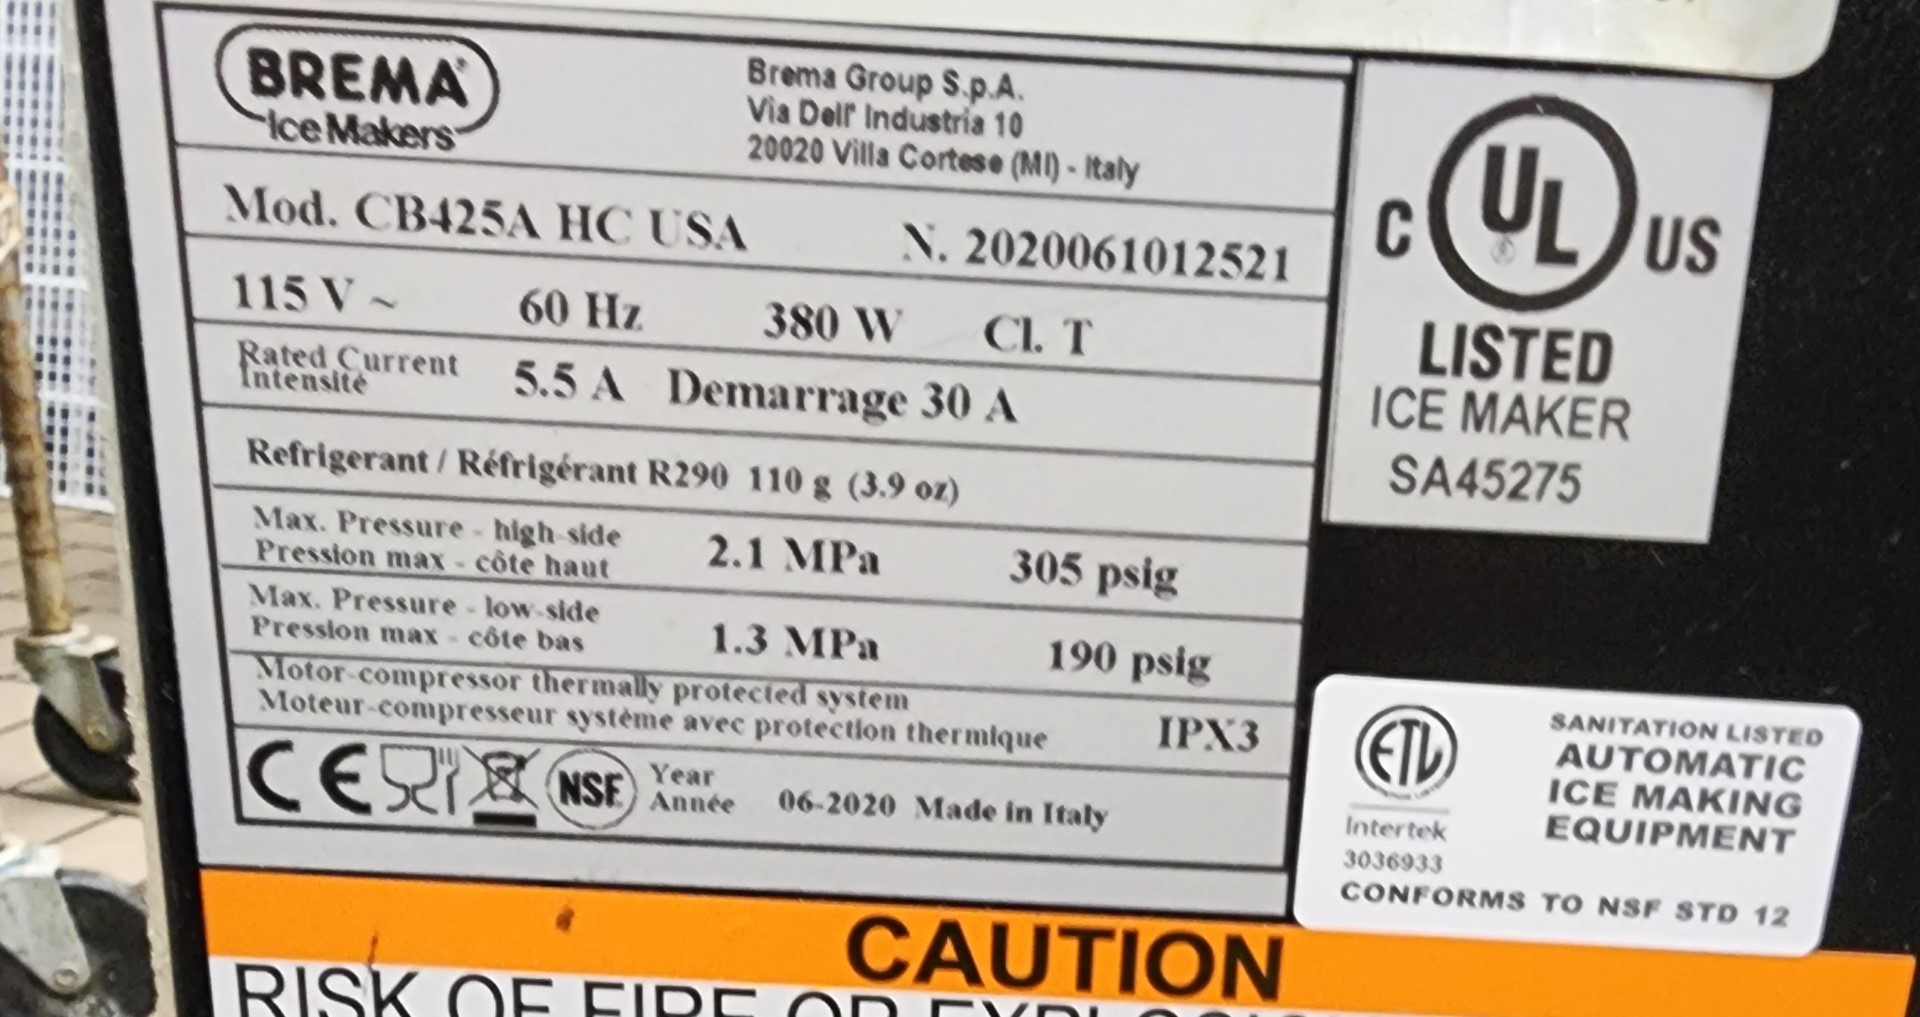 BREMA
Ice Makers
Brema Group S.p.A.
Via Dell' Industria 10
20020 Villa Cortese (MI) - Italy
Mod. CB425A HC USA N. 2020061012521
115 V ~ 60 Hz 380 W Cl. T
Rated Current
Intensité
5.5 A Demarrage 30 A
Refrigerant / Réfrigérant R290 110 g (3.9 oz)
Max. Pressure - high-side
Pression max - côte haut
2.1 MPa 305 psig
Max. Pressure - low-side
Pression max - côte bas
1.3 MPa 190 psig
Motor-compressor thermally protected system
Moteur-compresseur système avec protection thermique
IPX3
CE
NSF
Year
Année
06-2020 Made in Italy
C UL ® US
LISTED
ICE MAKER
SA45275
ETL
Intertek
3036933
SANITATION LISTED
AUTOMATIC
ICE MAKING
EQUIPMENT
CONFORMS TO NSF STD 12
CAUTION
RISK OF FIRE OR